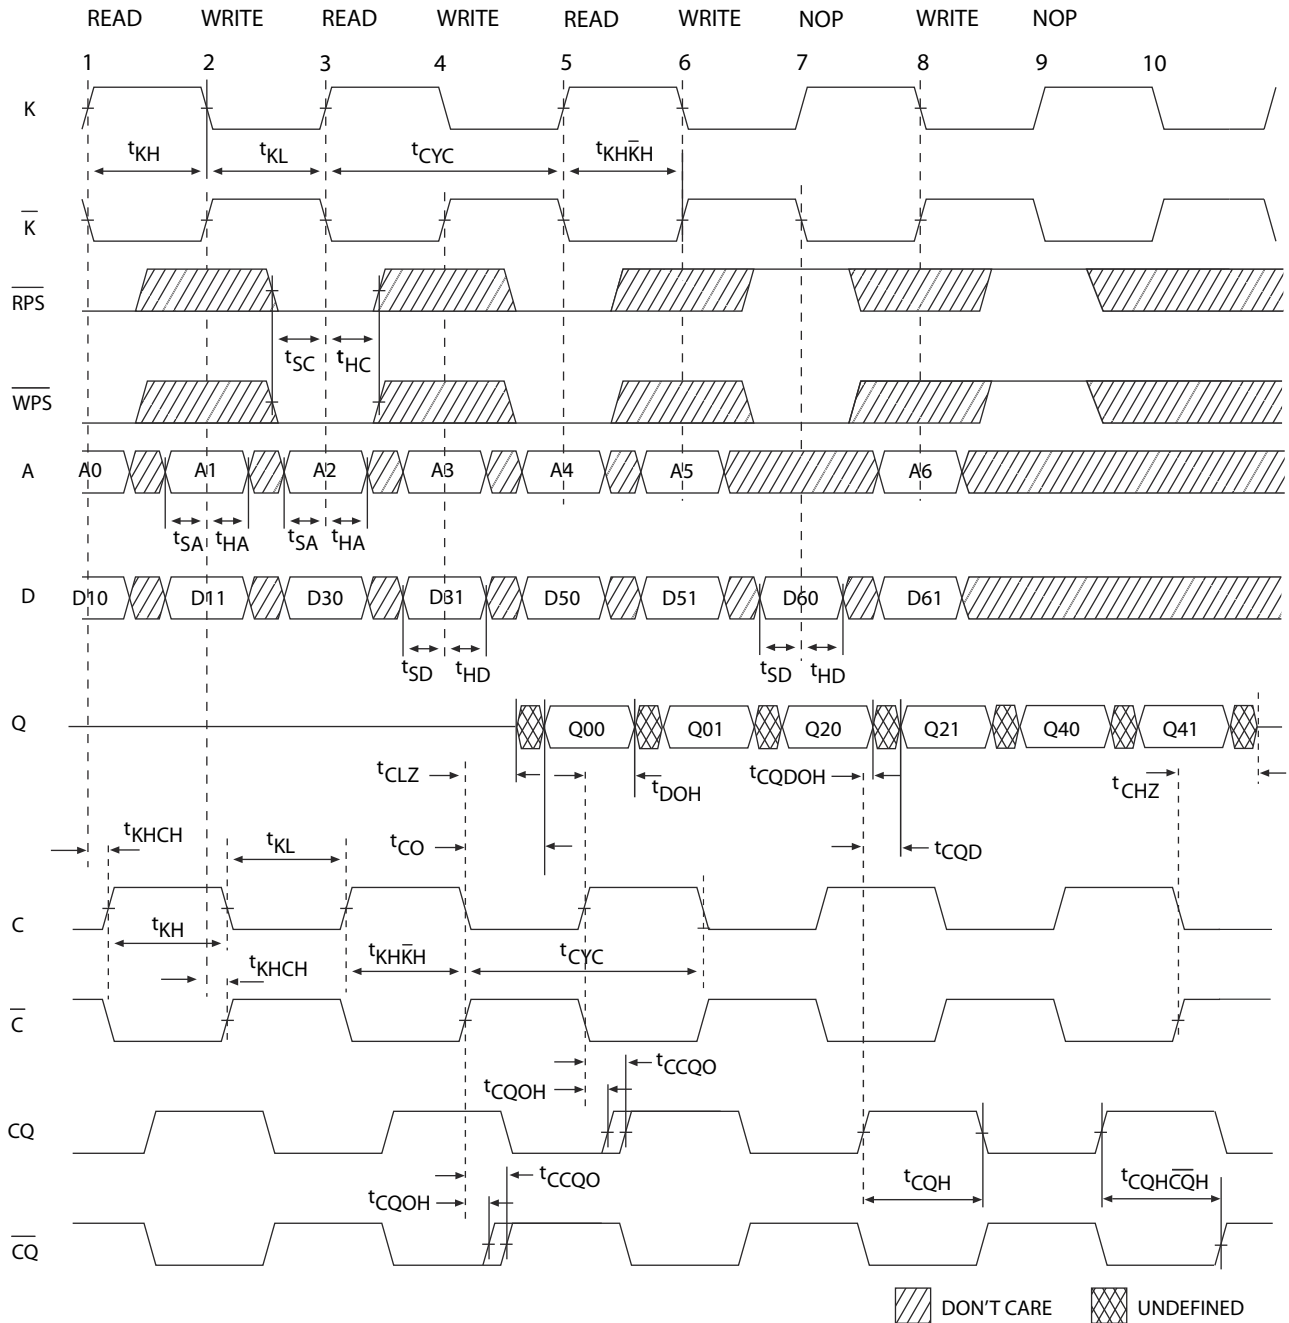 READ WRITE READ WRITE READ WRITE NOP WRITE NOP
1 2 3 4 5 6 7 8 9 10
K
tKH tKL tCYC tKHK̅H
K̅
R̅P̅S̅
tSC tHC
W̅P̅S̅
A A0 A1 A2 A3 A4 A5 A6
tSA tHA tSA tHA
D D10 D11 D30 D31 D50 D51 D60 D61
tSD tHD tSD tHD
Q Q00 Q01 Q20 Q21 Q40 Q41
tCLZ tDOH tCQDOH tCHZ
tKHCH tKL tCO tCQD
C
tKH tKHK̅H tCYC
tKHCH
C̅
tCCQO
tCQOH
CQ
tCCQO
tCQOH tCQH tCQHC̅Q̅H
C̅Q̅
DON'T CARE UNDEFINED